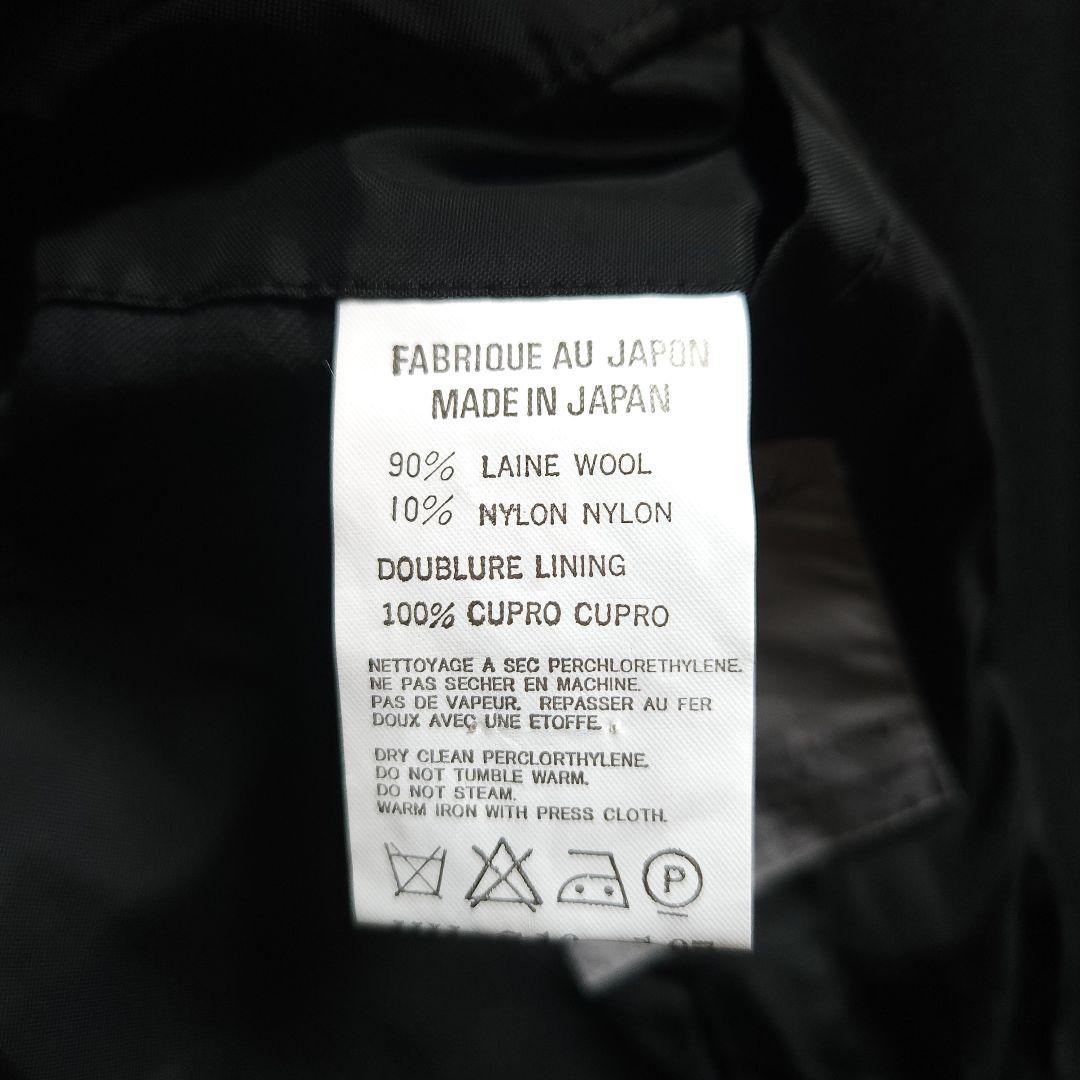 FABRIQUE AU JAPON
MADE IN JAPAN
90% LAINE WOOL
10% NYLON NYLON
DOUBLURE LINING
100% CUPRO CUPRO
NETTOYAGE A SEC PERCHLORETHYLENE.
NE PAS SECHER EN MACHINE.
PAS DE VAPEUR. REPASSER AU FER
DOUX AVEC UNE ETOFFE.
DRY CLEAN PERCLORTHYLENE.
DO NOT TUMBLE WARM.
DO NOT STEAM.
WARM IRON WITH PRESS CLOTH.
P